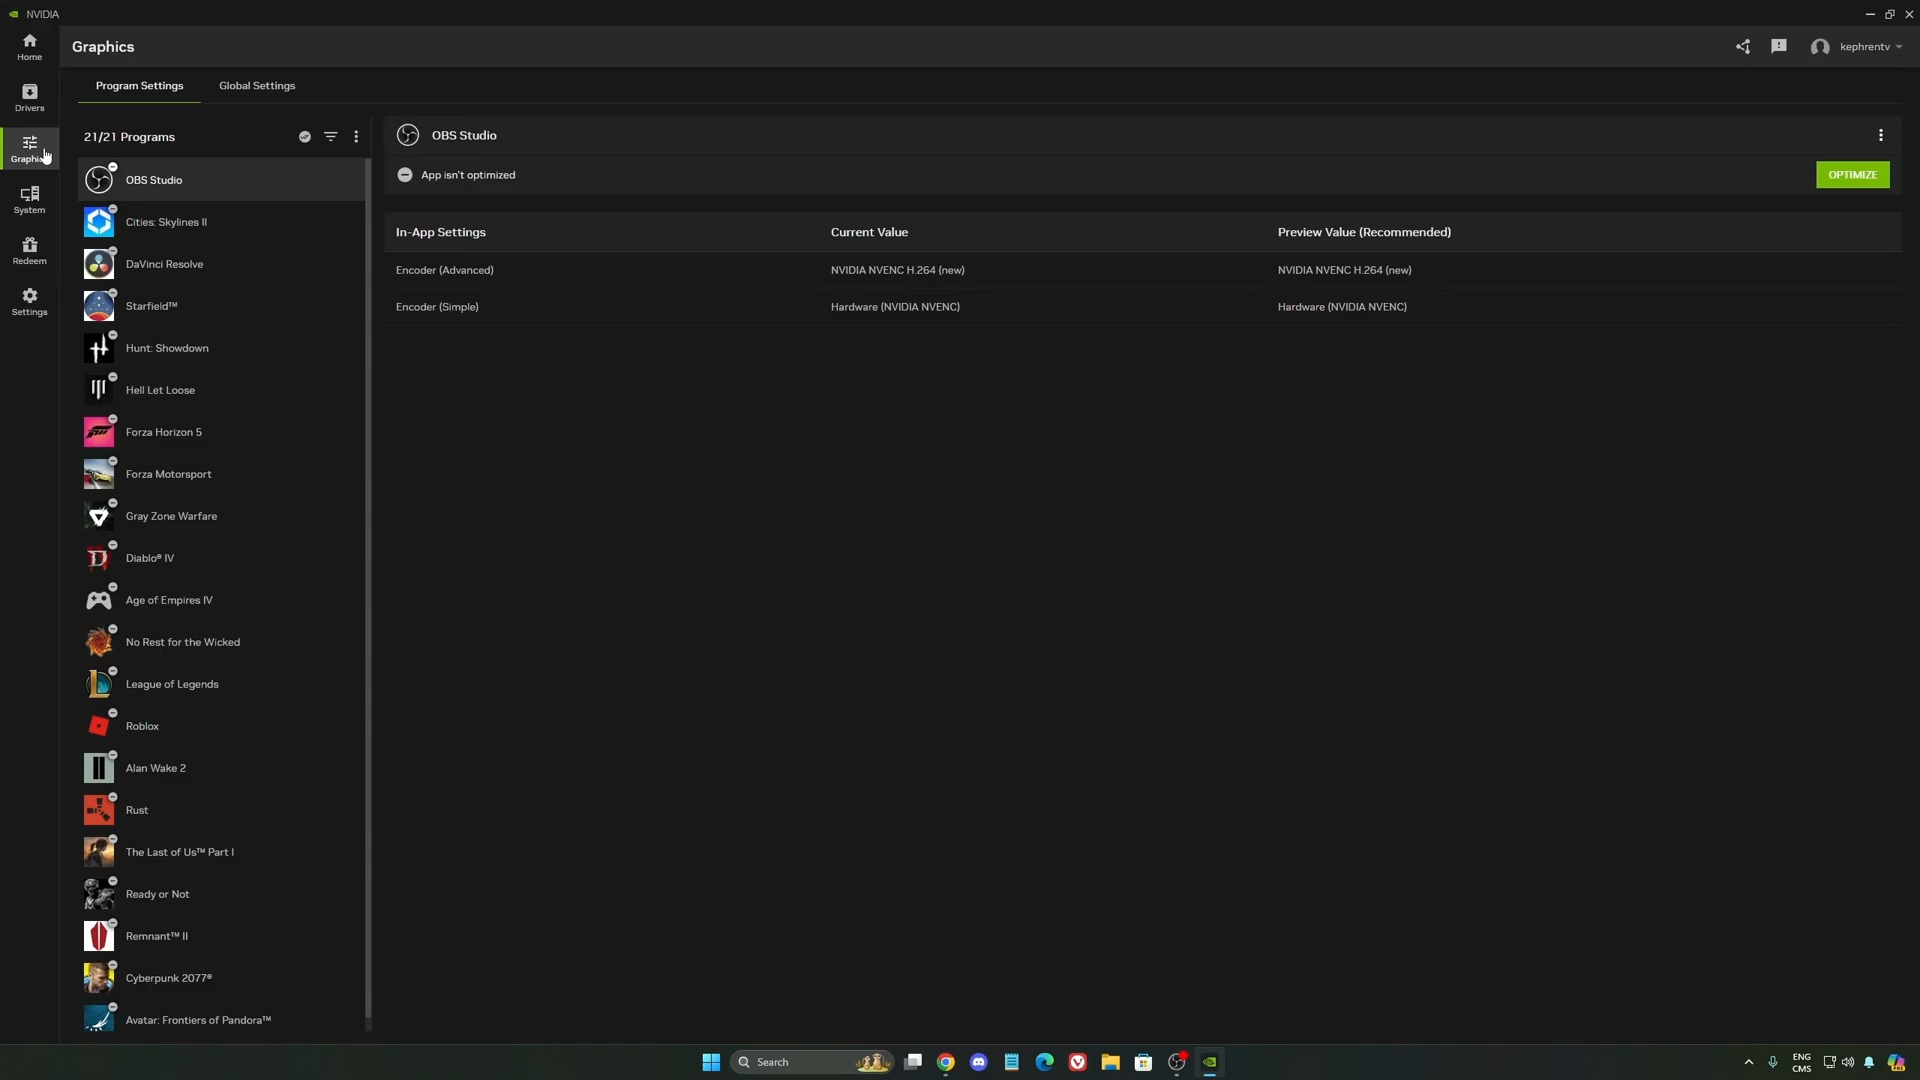 NVIDIA
Home
Graphics
kephrentv
Drivers
Program Settings
Global Settings
21/21 Programs
OBS Studio
Graphic
OBS Studio
App isn't optimized
OPTIMIZE
System
Cities: Skylines II
In-App Settings
Current Value
Preview Value (Recommended)
Redeem
DaVinci Resolve
Encoder (Advanced)
NVIDIA NVENC H.264 (new)
NVIDIA NVENC H.264 (new)
Settings
Starfield™
Encoder (Simple)
Hardware (NVIDIA NVENC)
Hardware (NVIDIA NVENC)
Hunt: Showdown
Hell Let Loose
Forza Horizon 5
Forza Motorsport
Gray Zone Warfare
Diablo® IV
Age of Empires IV
No Rest for the Wicked
League of Legends
Roblox
Alan Wake 2
Rust
The Last of Us™ Part I
Ready or Not
Remnant™ II
Cyberpunk 2077®
Avatar: Frontiers of Pandora™
Search
ENG
CMS
PRE